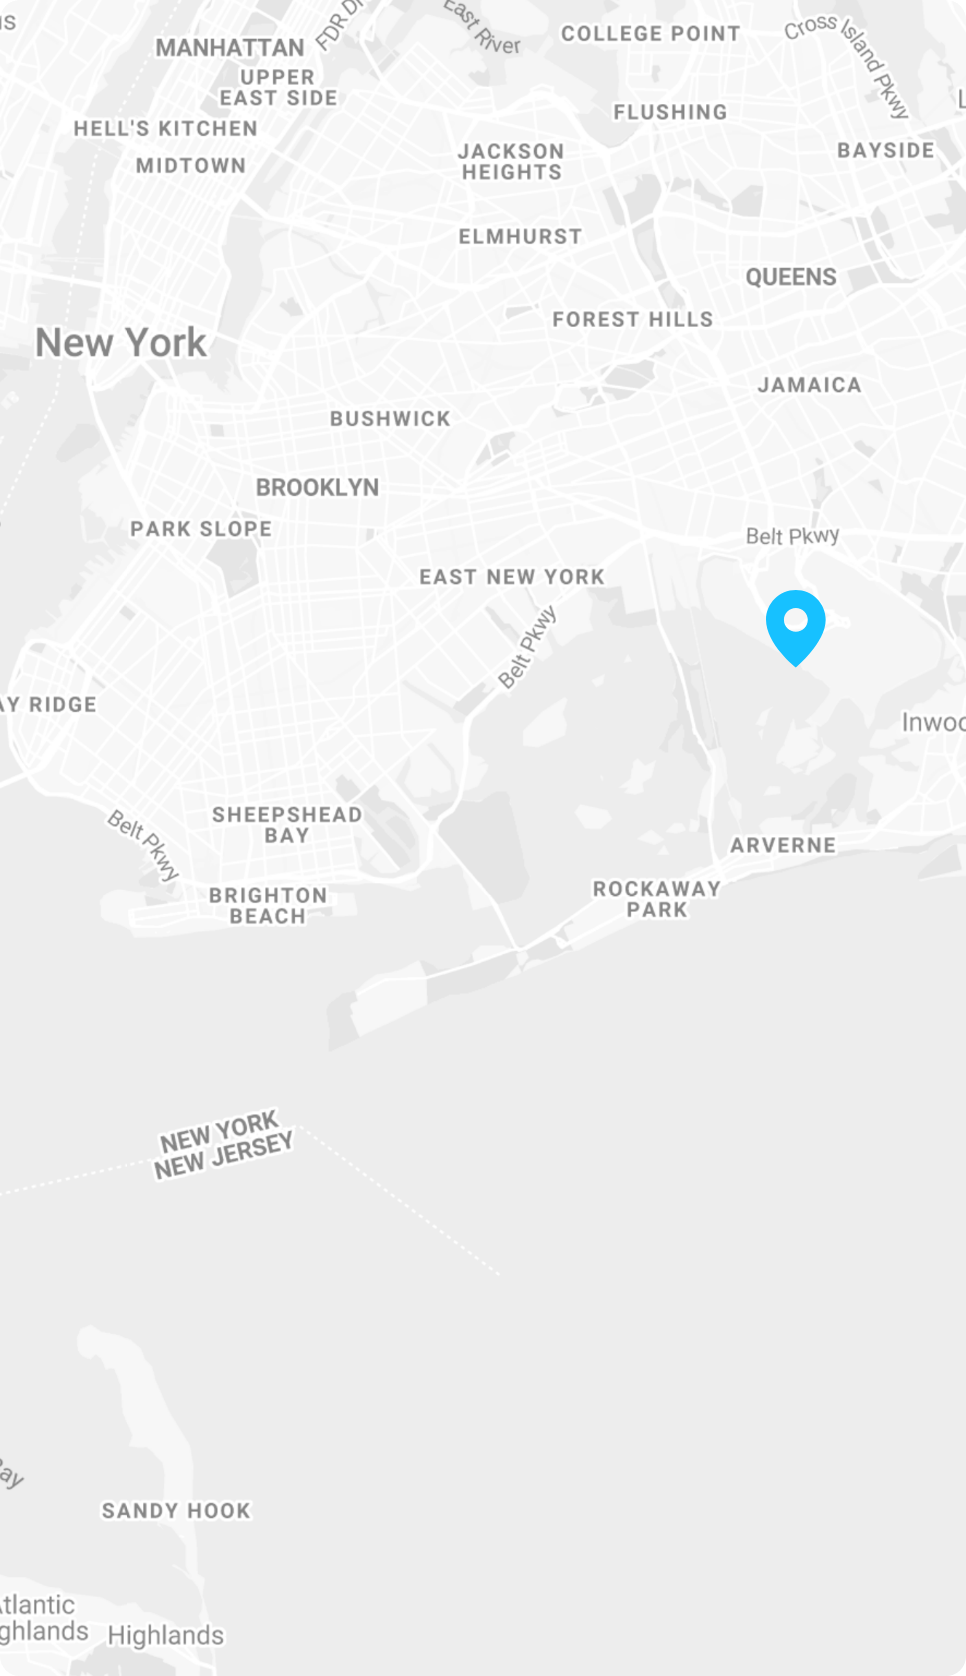 MANHATTAN
FDR Dr
East River
COLLEGE POINT
Cross Island Pkwy
UPPER
EAST SIDE
HELL'S KITCHEN
MIDTOWN
FLUSHING
JACKSON
HEIGHTS
BAYSIDE
ELMHURST
QUEENS
FOREST HILLS
New York
JAMAICA
BUSHWICK
BROOKLYN
PARK SLOPE
Belt Pkwy
EAST NEW YORK
Belt Pkwy
AY RIDGE
Inwoo
SHEEPSHEAD
BAY
Belt Pkwy
ARVERNE
BRIGHTON
BEACH
ROCKAWAY
PARK
NEW YORK
NEW JERSEY
ay
SANDY HOOK
Atlantic
ghlands
Highlands